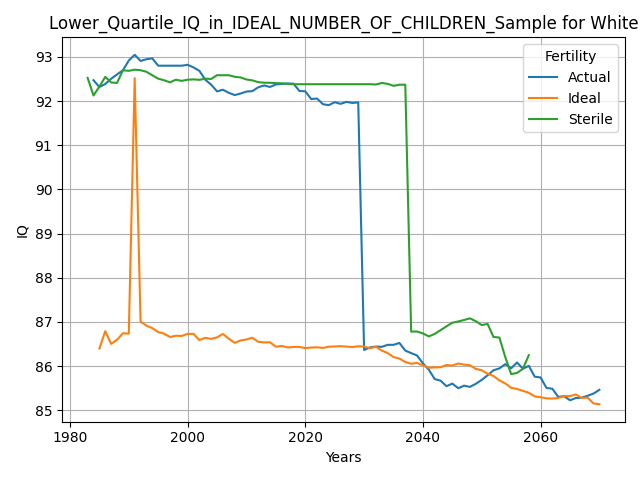 Lower_Quartile_IQ_in_IDEAL_NUMBER_OF_CHILDREN_Sample for White
93
92
91
90
89
88
87
86
85
IQ
Fertility
Actual
Ideal
Sterile
1980
2000
2020
2040
2060
Years